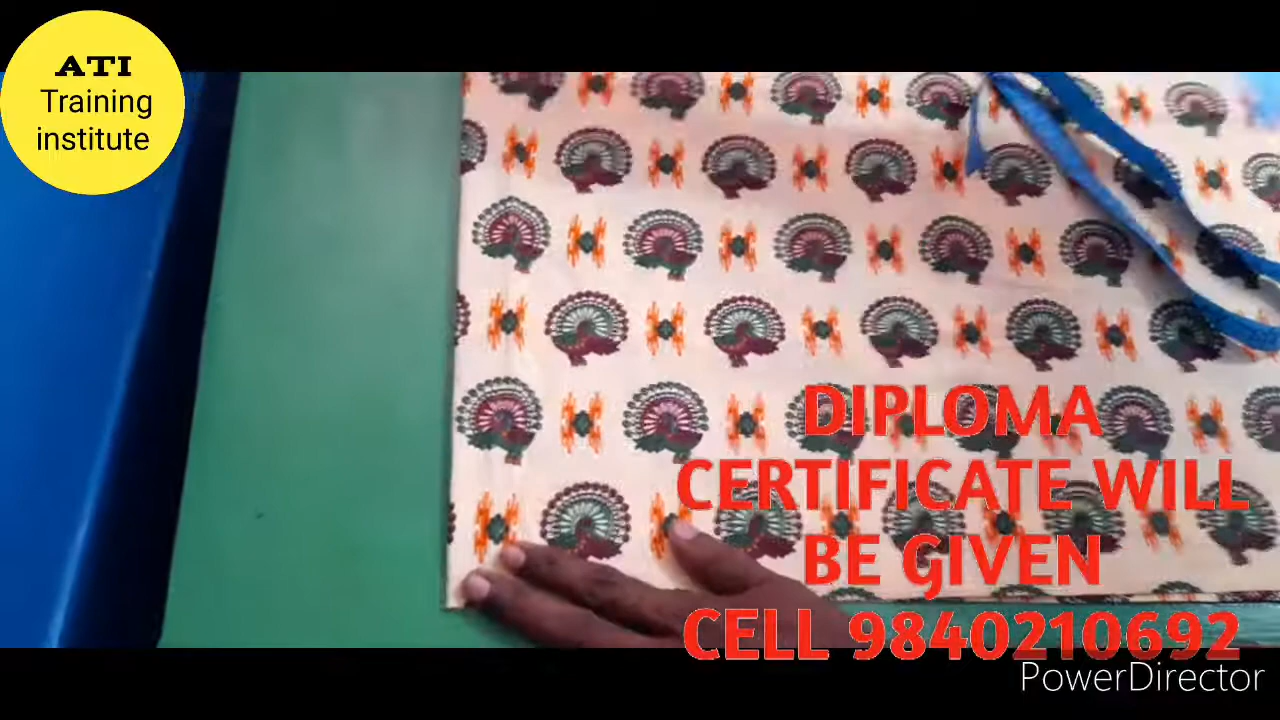 ATI
Training
institute
DIPLOMA
CERTIFICATE WILL
BE GIVEN
CELL 9840210692
PowerDirector